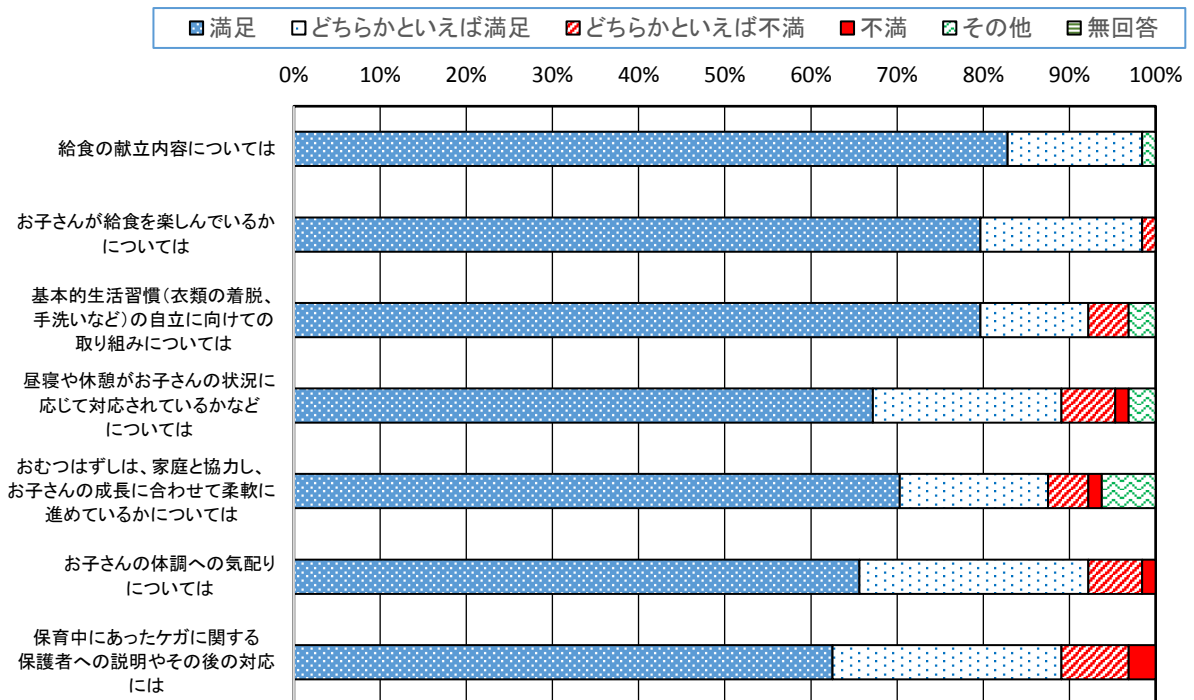 満足 どちらかといえば満足 どちらかといえば不満 不満 その他 無回答
0% 10% 20% 30% 40% 50% 60% 70% 80% 90% 100%
給食の献立内容については
お子さんが給食を楽しんでいるか
については
基本的生活習慣(衣類の着脱、
手洗いなど)の自立に向けての
取り組みについては
昼寝や休憩がお子さんの状況に
応じて対応されているかなど
については
おむつはずしは、家庭と協力し、
お子さんの成長に合わせて柔軟に
進めているかについては
お子さんの体調への気配り
については
保育中にあったケガに関する
保護者への説明やその後の対応
には